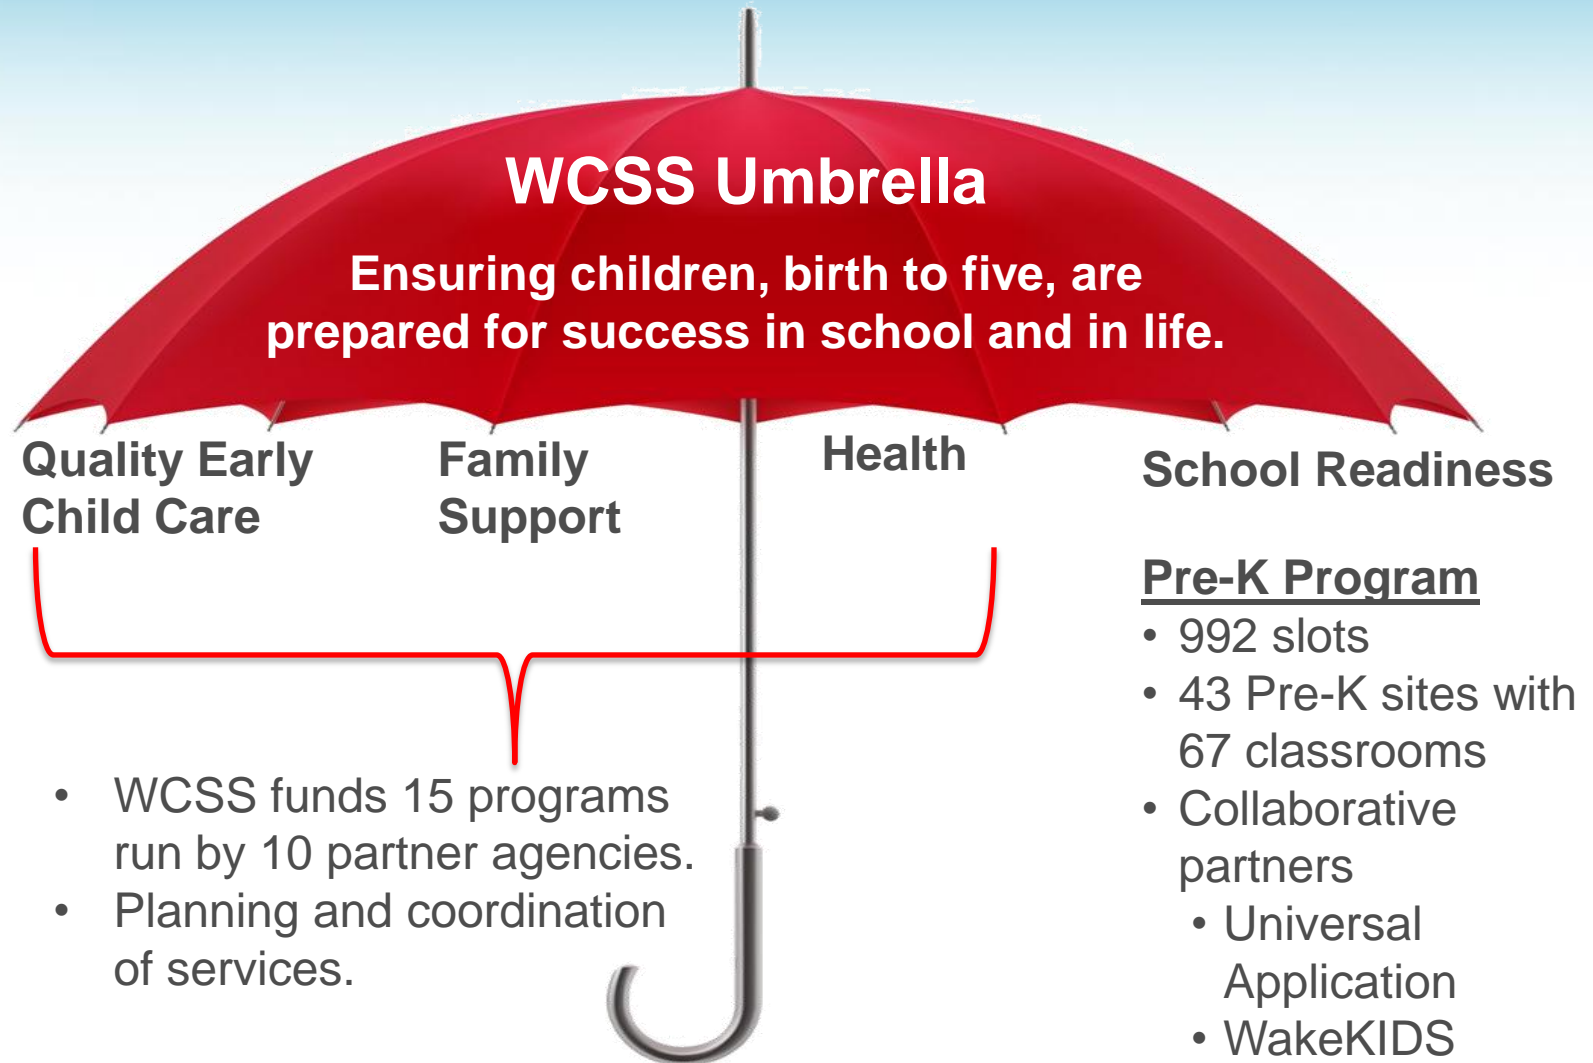 WCSS Umbrella
Ensuring children, birth to five, are
prepared for success in school and in life.
Quality Early
Child Care
Family
Support
Health
School Readiness
• WCSS funds 15 programs
run by 10 partner agencies.
• Planning and coordination
of services.
Pre-K Program
• 992 slots
• 43 Pre-K sites with
67 classrooms
• Collaborative
partners
• Universal
Application
• WakeKIDS